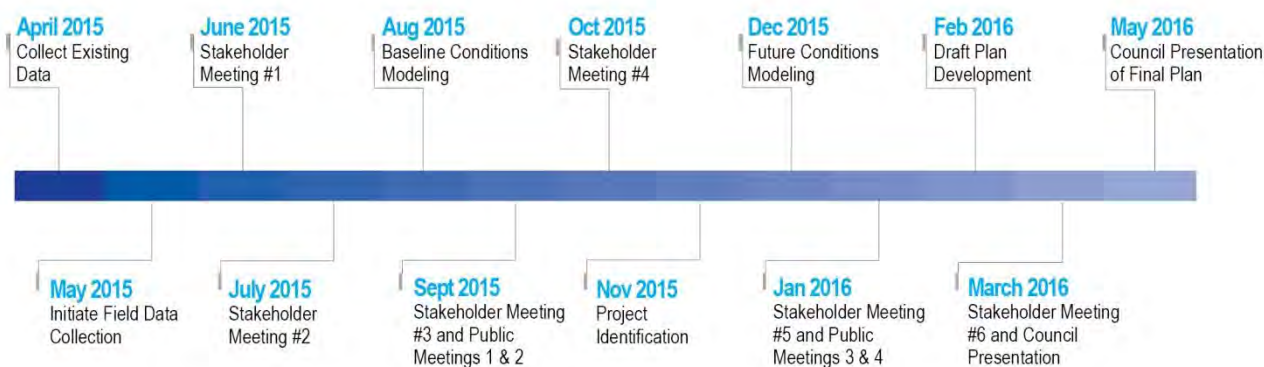 April 2015
Collect Existing
Data
June 2015
Stakeholder
Meeting #1
Aug 2015
Baseline Conditions
Modeling
Oct 2015
Stakeholder
Meeting #4
Dec 2015
Future Conditions
Modeling
Feb 2016
Draft Plan
Development
May 2016
Council Presentation
of Final Plan
May 2015
Initiate Field Data
Collection
July 2015
Stakeholder
Meeting #2
Sept 2015
Stakeholder Meeting
#3 and Public
Meetings 1 & 2
Nov 2015
Project
Identification
Jan 2016
Stakeholder Meeting
#5 and Public
Meetings 3 & 4
March 2016
Stakeholder Meeting
#6 and Council
Presentation